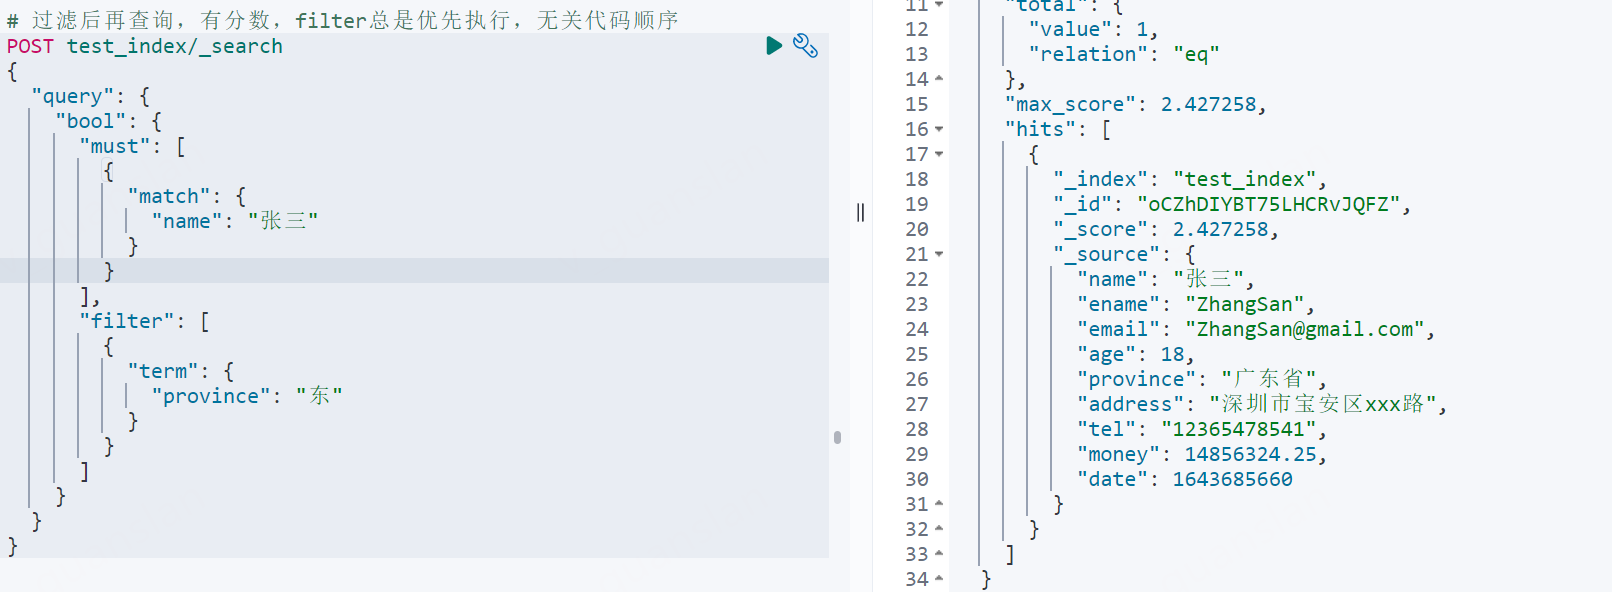 # 过滤后再查询，有分数，filter总是优先执行，无关代码顺序
POST test_index/_search
{
  "query": {
    "bool": {
      "must": [
        {
          "match": {
            "name": "张三"
          }
        }
      ],
      "filter": [
        {
          "term": {
            "province": "东"
          }
        }
      ]
    }
  }
}
11 "total": {
12 "value": 1,
13 "relation": "eq"
14 },
15 "max_score": 2.427258,
16 "hits": [
17 {
18 "_index": "test_index",
19 "_id": "oCZhDIYBT75LHCRvJQFZ",
20 "_score": 2.427258,
21 "_source": {
22 "name": "张三",
23 "ename": "ZhangSan",
24 "email": "ZhangSan@gmail.com",
25 "age": 18,
26 "province": "广东省",
27 "address": "深圳市宝安区xxx路",
28 "tel": "12365478541",
29 "money": 14856324.25,
30 "date": 1643685660
31 }
32 }
33 ]
34 }